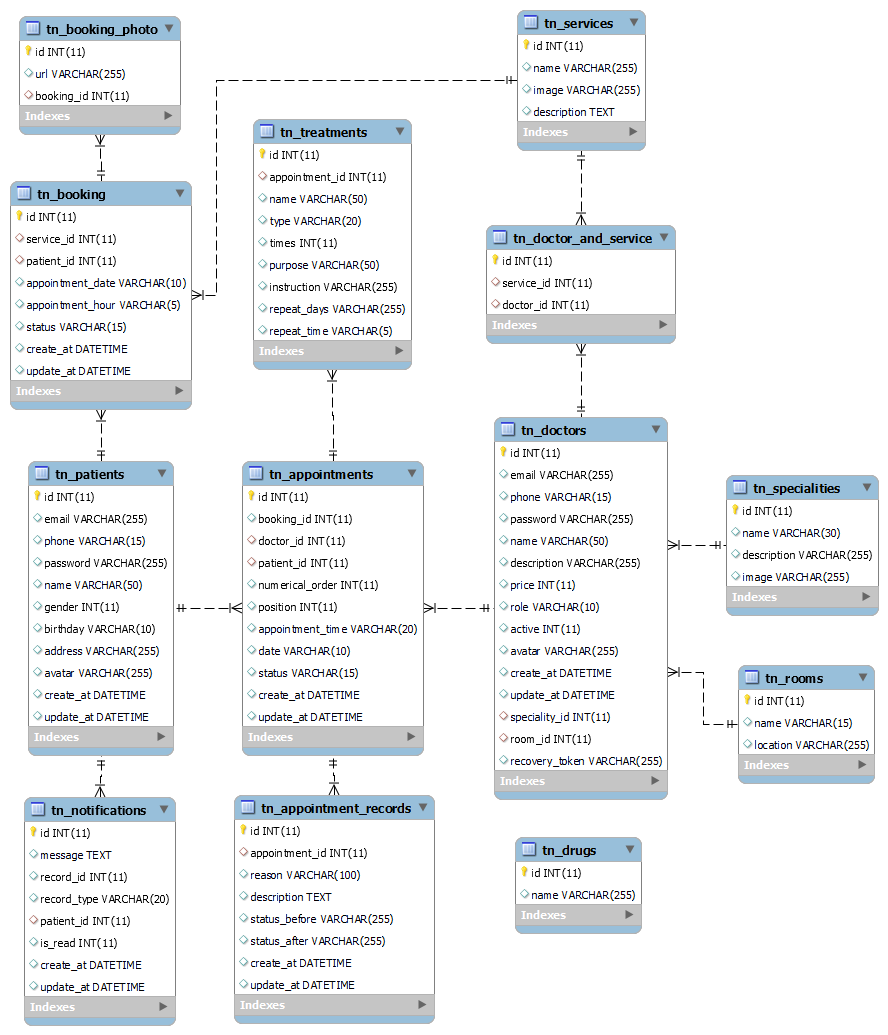 tn_booking_photo
id INT(11)
url VARCHAR(255)
booking_id INT(11)
Indexes
tn_services
id INT(11)
name VARCHAR(255)
image VARCHAR(255)
description TEXT
Indexes
tn_treatments
id INT(11)
appointment_id INT(11)
name VARCHAR(50)
type VARCHAR(20)
times INT(11)
purpose VARCHAR(50)
instruction VARCHAR(255)
repeat_days VARCHAR(255)
repeat_time VARCHAR(5)
Indexes
tn_booking
id INT(11)
service_id INT(11)
patient_id INT(11)
appointment_date VARCHAR(10)
appointment_hour VARCHAR(5)
status VARCHAR(15)
create_at DATETIME
update_at DATETIME
Indexes
tn_doctor_and_service
id INT(11)
service_id INT(11)
doctor_id INT(11)
Indexes
tn_patients
id INT(11)
email VARCHAR(255)
phone VARCHAR(15)
password VARCHAR(255)
name VARCHAR(50)
gender INT(11)
birthday VARCHAR(10)
address VARCHAR(255)
avatar VARCHAR(255)
create_at DATETIME
update_at DATETIME
Indexes
tn_appointments
id INT(11)
booking_id INT(11)
doctor_id INT(11)
patient_id INT(11)
numerical_order INT(11)
position INT(11)
appointment_time VARCHAR(20)
date VARCHAR(10)
status VARCHAR(15)
create_at DATETIME
update_at DATETIME
Indexes
tn_doctors
id INT(11)
email VARCHAR(255)
phone VARCHAR(15)
password VARCHAR(255)
name VARCHAR(50)
description VARCHAR(255)
price INT(11)
role VARCHAR(10)
active INT(11)
avatar VARCHAR(255)
create_at DATETIME
update_at DATETIME
speciality_id INT(11)
room_id INT(11)
recovery_token VARCHAR(255)
Indexes
tn_specialities
id INT(11)
name VARCHAR(30)
description VARCHAR(255)
image VARCHAR(255)
Indexes
tn_rooms
id INT(11)
name VARCHAR(15)
location VARCHAR(255)
Indexes
tn_notifications
id INT(11)
message TEXT
record_id INT(11)
record_type VARCHAR(20)
patient_id INT(11)
is_read INT(11)
create_at DATETIME
update_at DATETIME
Indexes
tn_appointment_records
id INT(11)
appointment_id INT(11)
reason VARCHAR(100)
description TEXT
status_before VARCHAR(255)
status_after VARCHAR(255)
create_at DATETIME
update_at DATETIME
Indexes
tn_drugs
id INT(11)
name VARCHAR(255)
Indexes